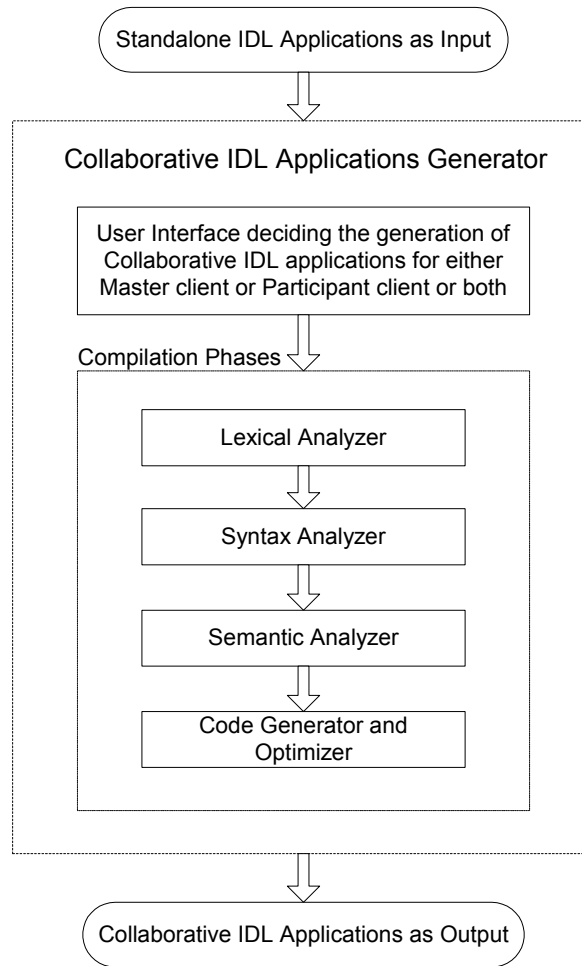 Standalone IDL Applications as Input
Collaborative IDL Applications Generator
User Interface deciding the generation of
Collaborative IDL applications for either
Master client or Participant client or both
Compilation Phases
Lexical Analyzer
Syntax Analyzer
Semantic Analyzer
Code Generator and
Optimizer
Collaborative IDL Applications as Output